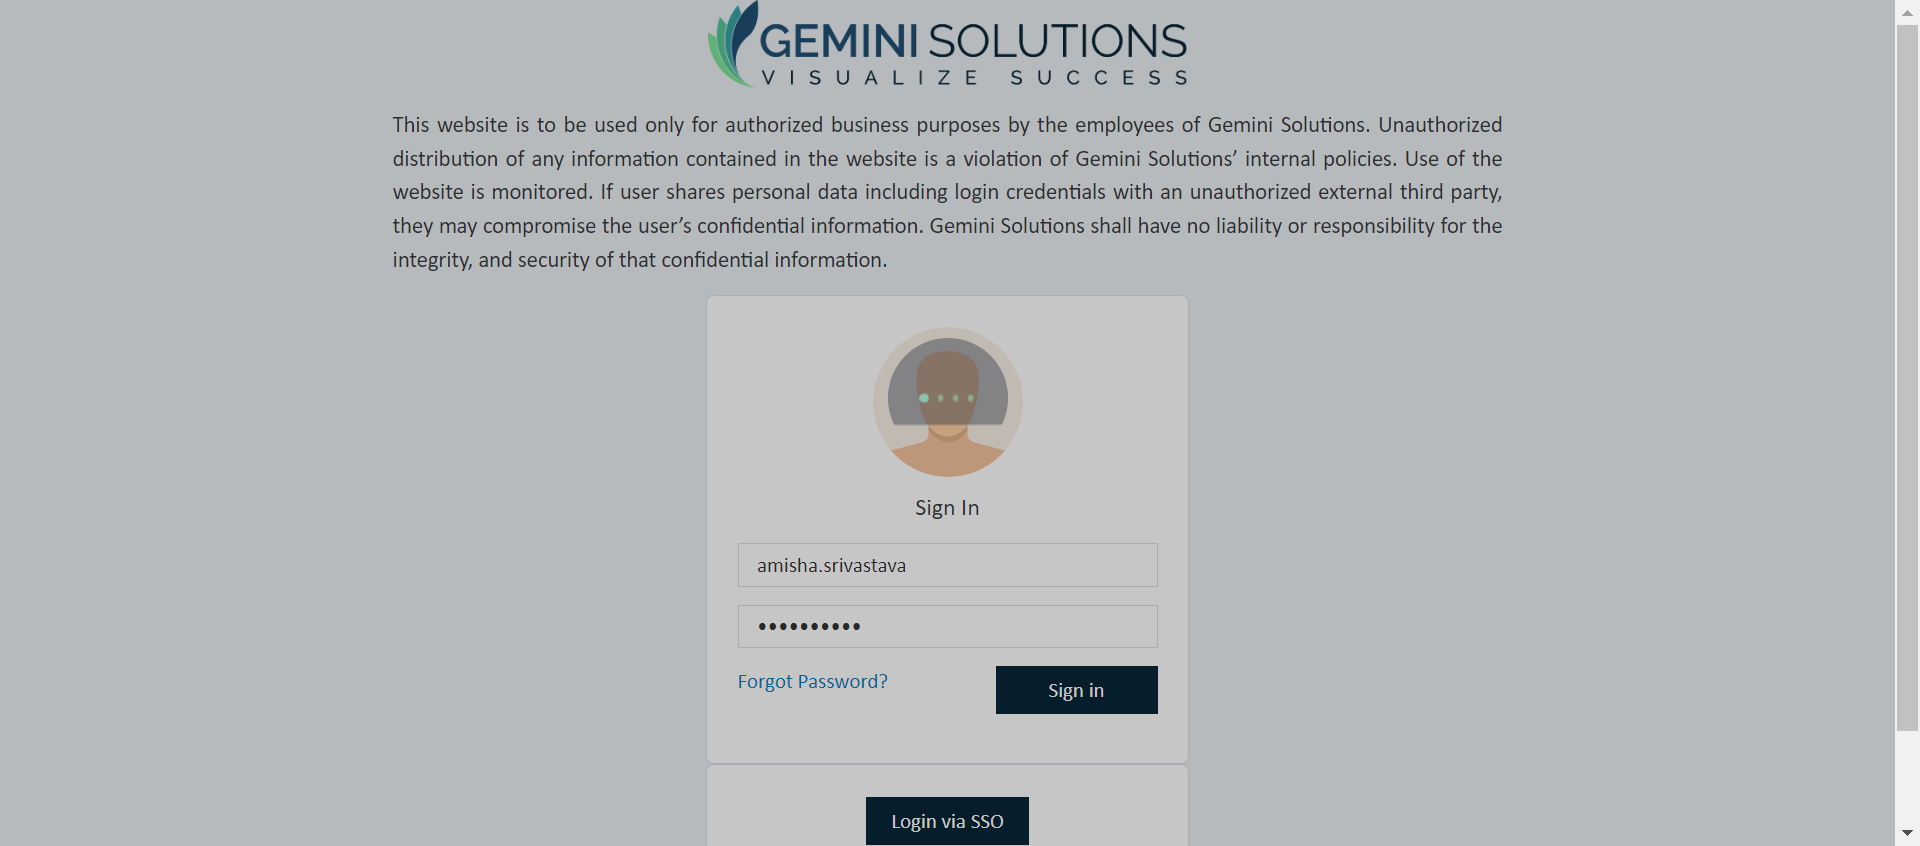 GEMINI SOLUTIONS
VISUALIZE SUCCESS
This website is to be used only for authorized business purposes by the employees of Gemini Solutions. Unauthorized
distribution of any information contained in the website is a violation of Gemini Solutions’ internal policies. Use of the
website is monitored. If user shares personal data including login credentials with an unauthorized external third party,
they may compromise the user’s confidential information. Gemini Solutions shall have no liability or responsibility for the
integrity, and security of that confidential information.
Sign In
amisha.srivastava
••••••••••
Forgot Password?
Sign in
Login via SSO